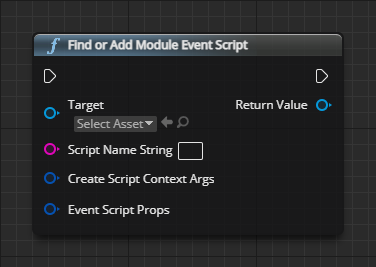 Find or Add Module Event Script
Target
Return Value
Select Asset
Script Name String
Create Script Context Args
Event Script Props